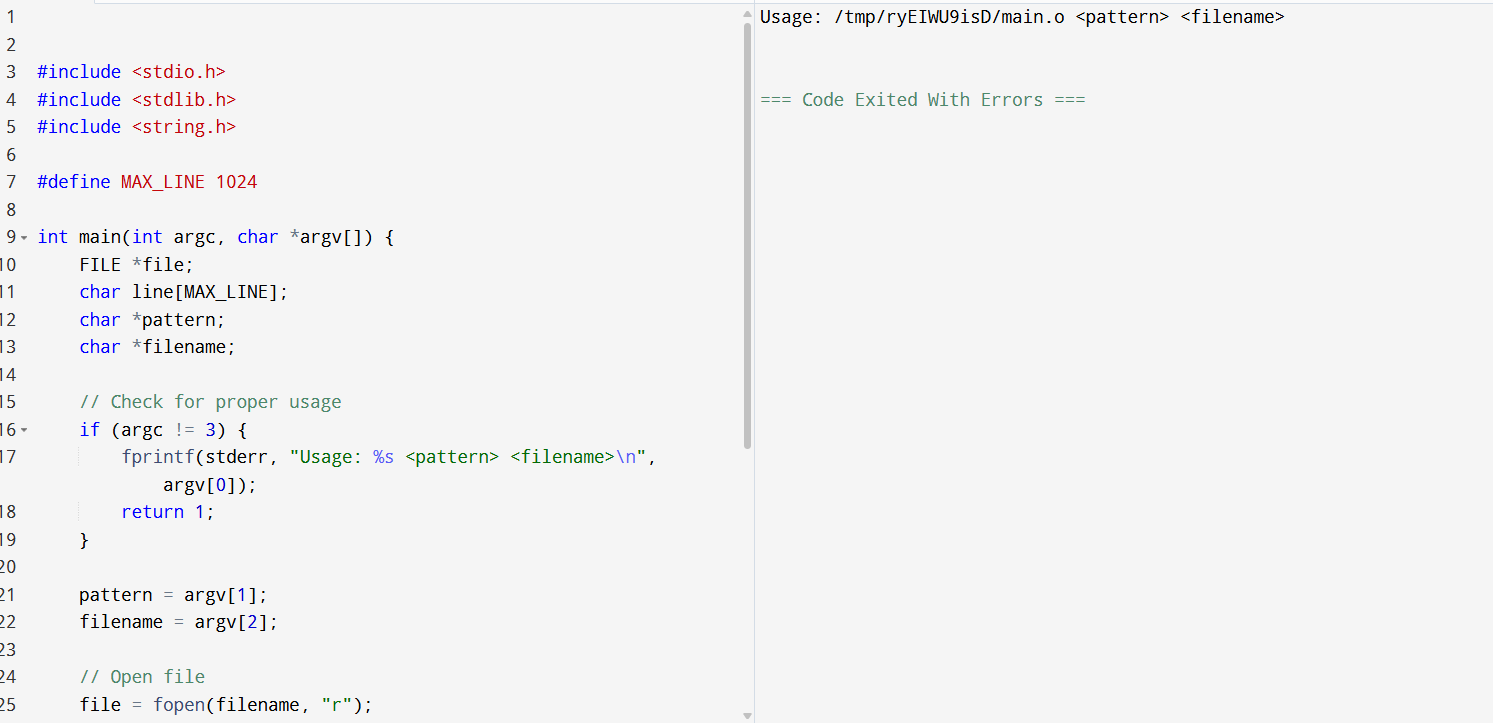 1
2
3 #include <stdio.h>
4 #include <stdlib.h>
5 #include <string.h>
6
7 #define MAX_LINE 1024
8
9 int main(int argc, char *argv[]) {
10     FILE *file;
11     char line[MAX_LINE];
12     char *pattern;
13     char *filename;
14
15     // Check for proper usage
16     if (argc != 3) {
17         fprintf(stderr, "Usage: %s <pattern> <filename>\n",
            argv[0]);
18         return 1;
19     }
20
21     pattern = argv[1];
22     filename = argv[2];
23
24     // Open file
25     file = fopen(filename, "r");
Usage: /tmp/ryEIWU9isD/main.o <pattern> <filename>
=== Code Exited With Errors ===